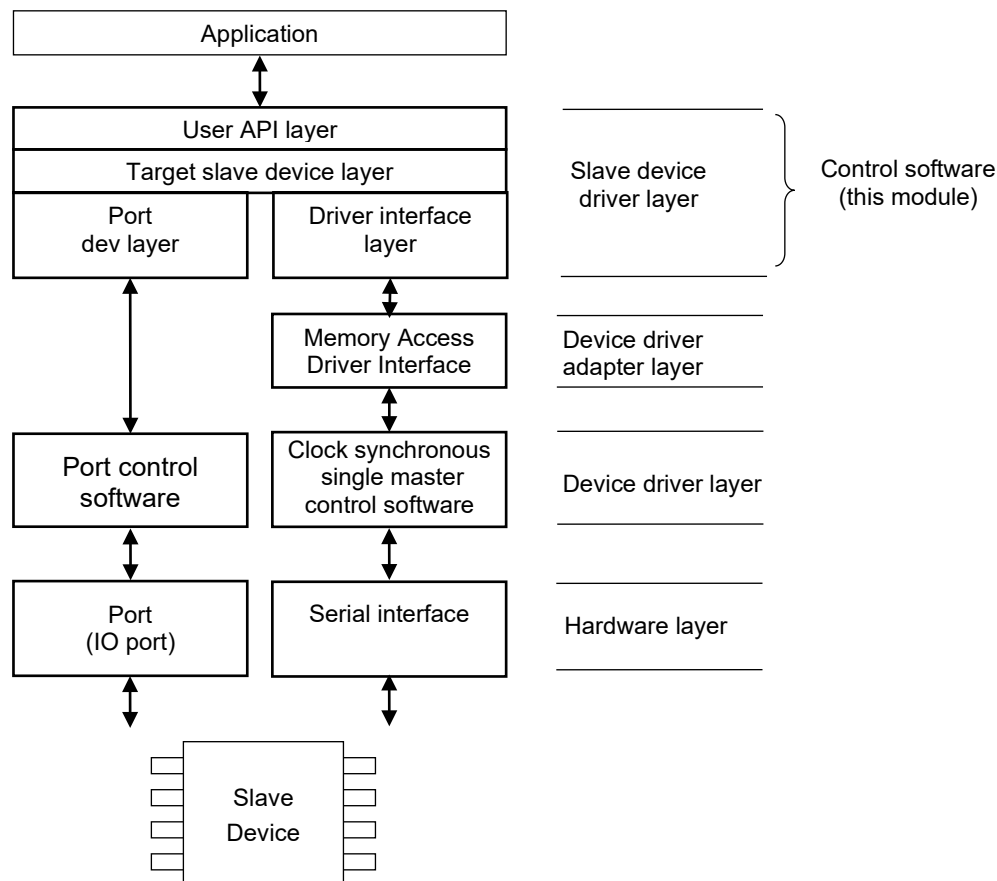 Application
User API layer
Target slave device layer
Port
dev layer
Driver interface
layer
Slave device
driver layer
Control software
(this module)
Memory Access
Driver Interface
Device driver
adapter layer
Port control
software
Clock synchronous
single master
control software
Device driver layer
Port
(IO port)
Serial interface
Hardware layer
Slave
Device